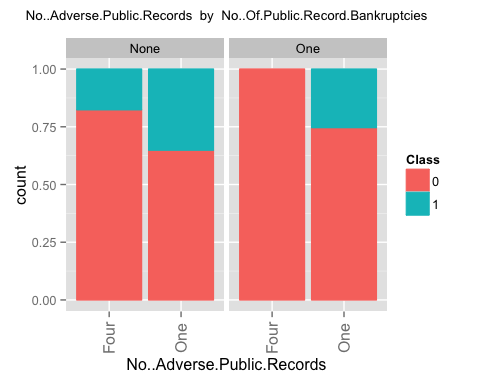 No..Adverse.Public.Records by No..Of.Public.Record.Bankruptcies
None
One
1.00
0.75
0.50
0.25
0.00
count
Four
One
Four
One
No..Adverse.Public.Records
Class
0
1